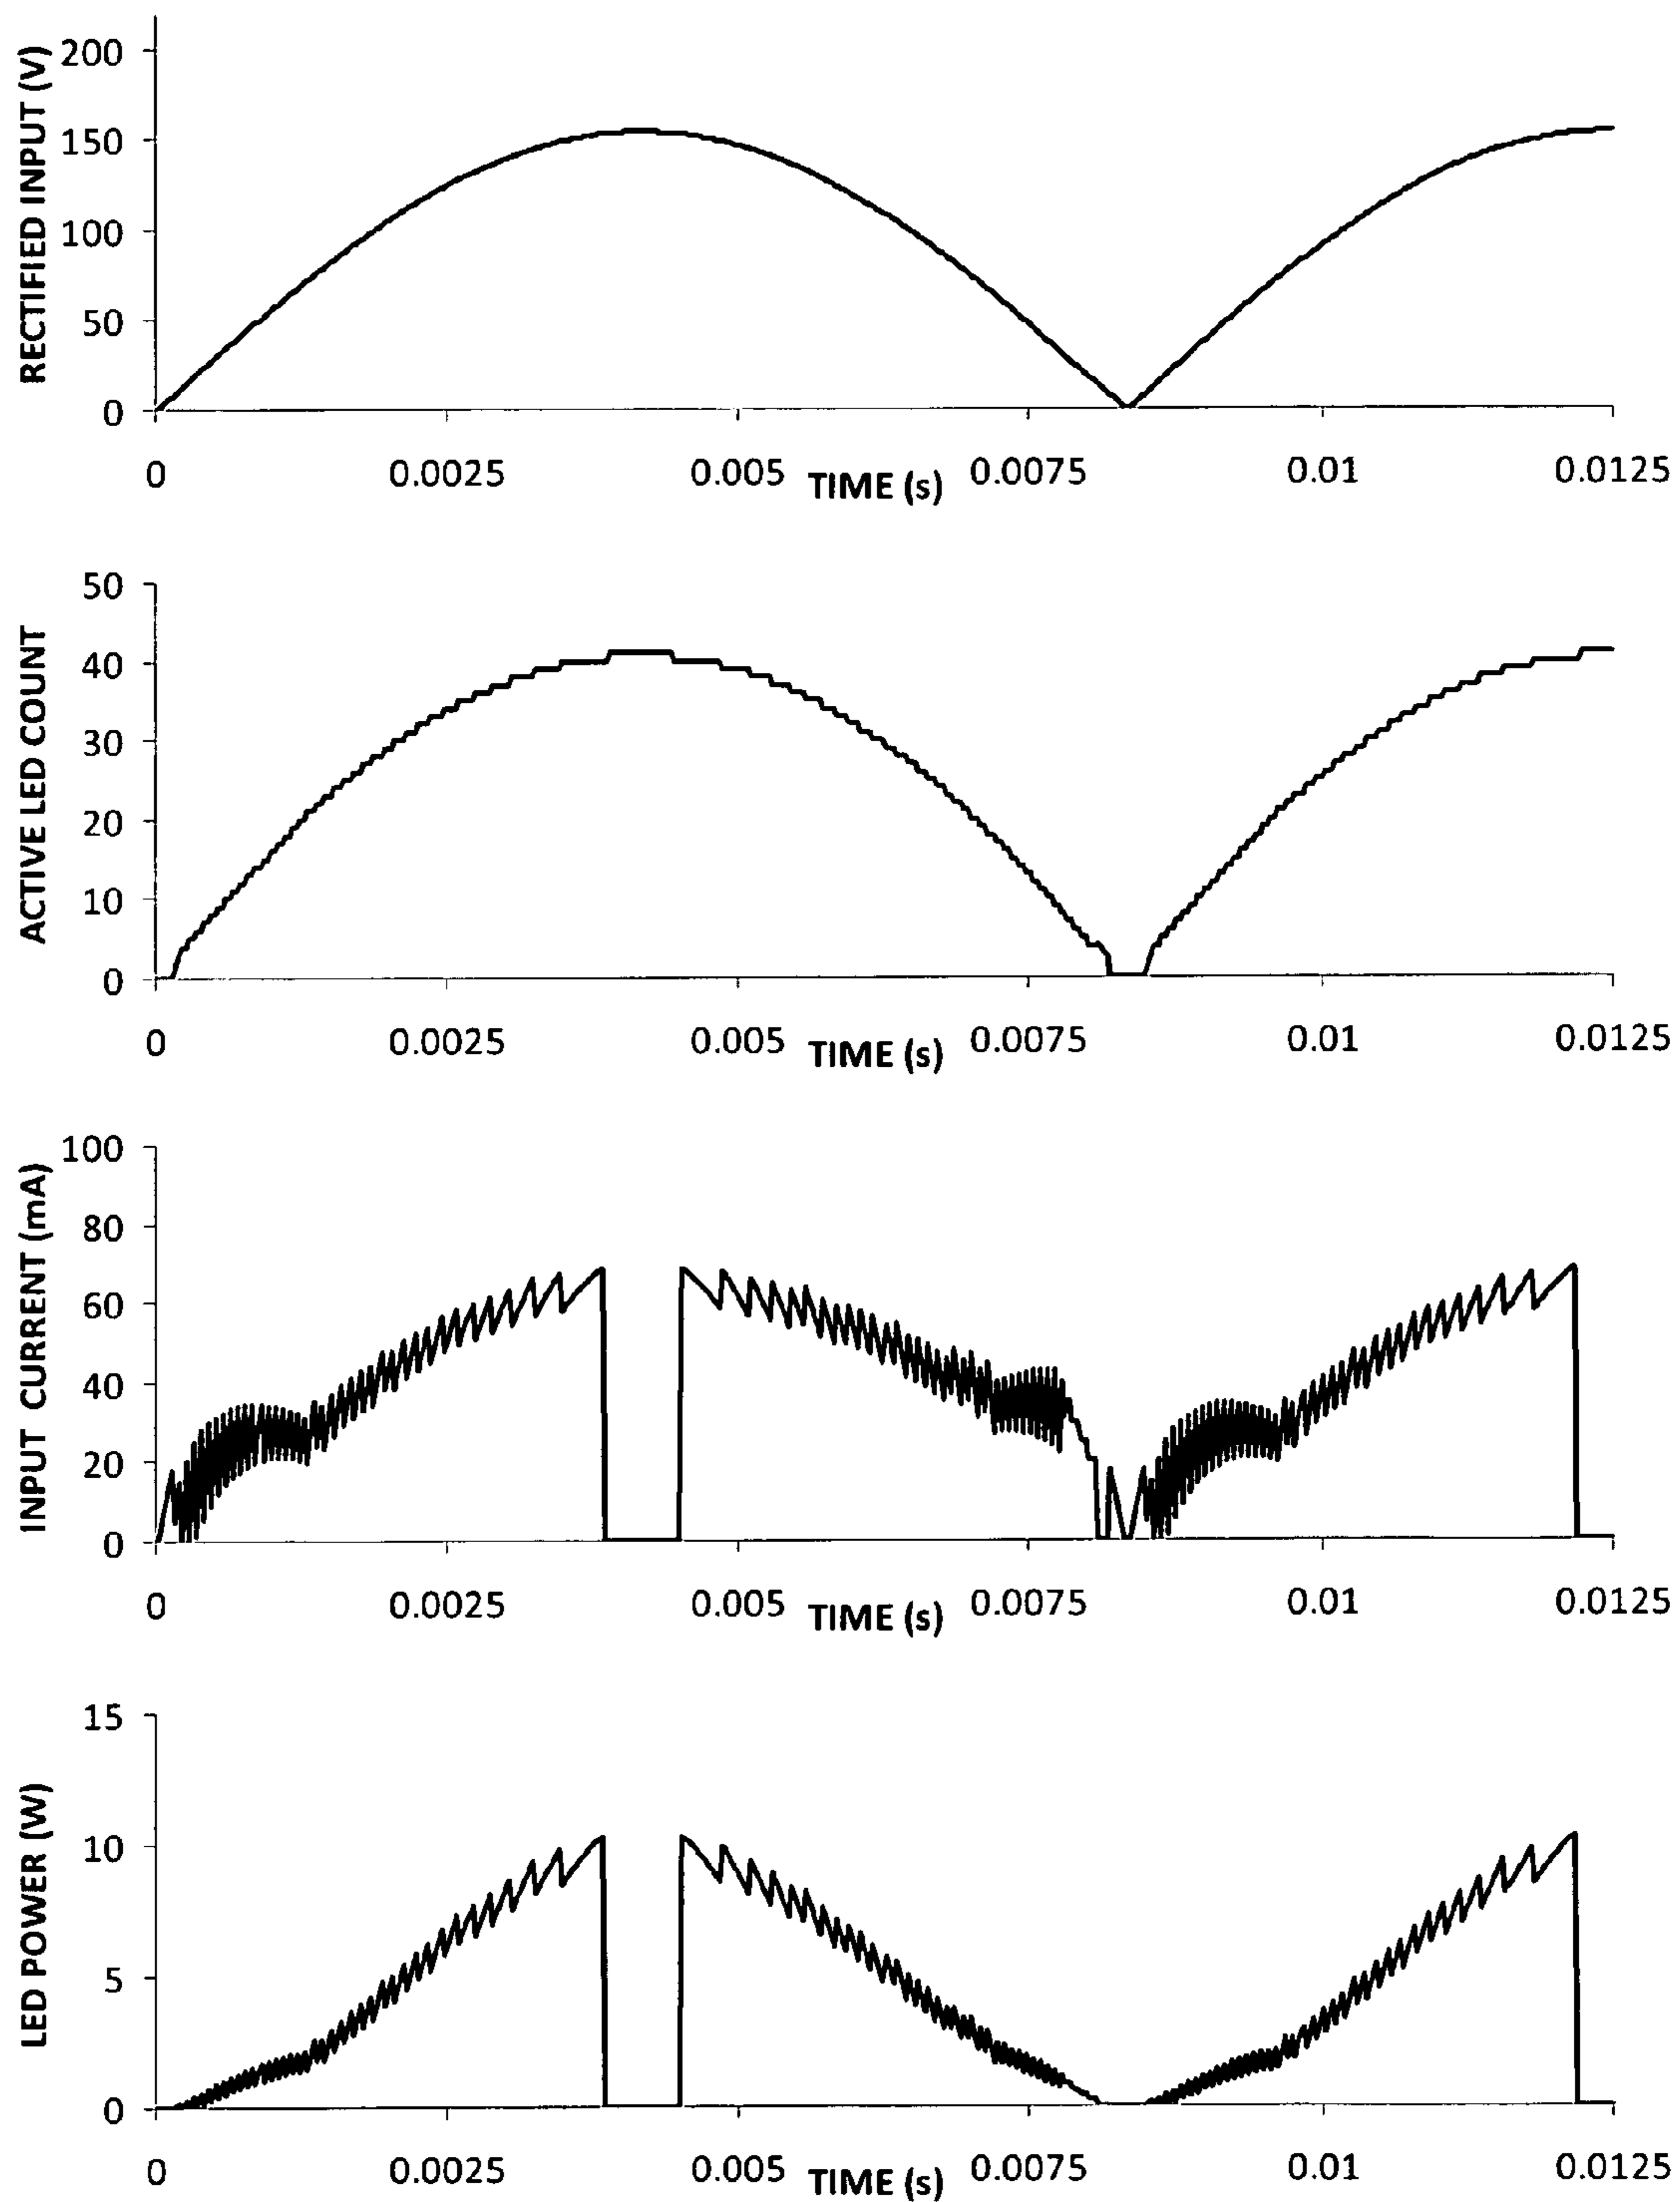 RECTIFIED INPUT (V)
200
150
100
50
0
0 0.0025 0.005 0.0075 0.01 0.0125
TIME (s)
ACTIVE LED COUNT
50
40
30
20
10
0
0 0.0025 0.005 0.0075 0.01 0.0125
TIME (s)
INPUT CURRENT (mA)
100
80
60
40
20
0
0 0.0025 0.005 0.0075 0.01 0.0125
TIME (s)
LED POWER (W)
15
10
5
0
0 0.0025 0.005 0.0075 0.01 0.0125
TIME (s)